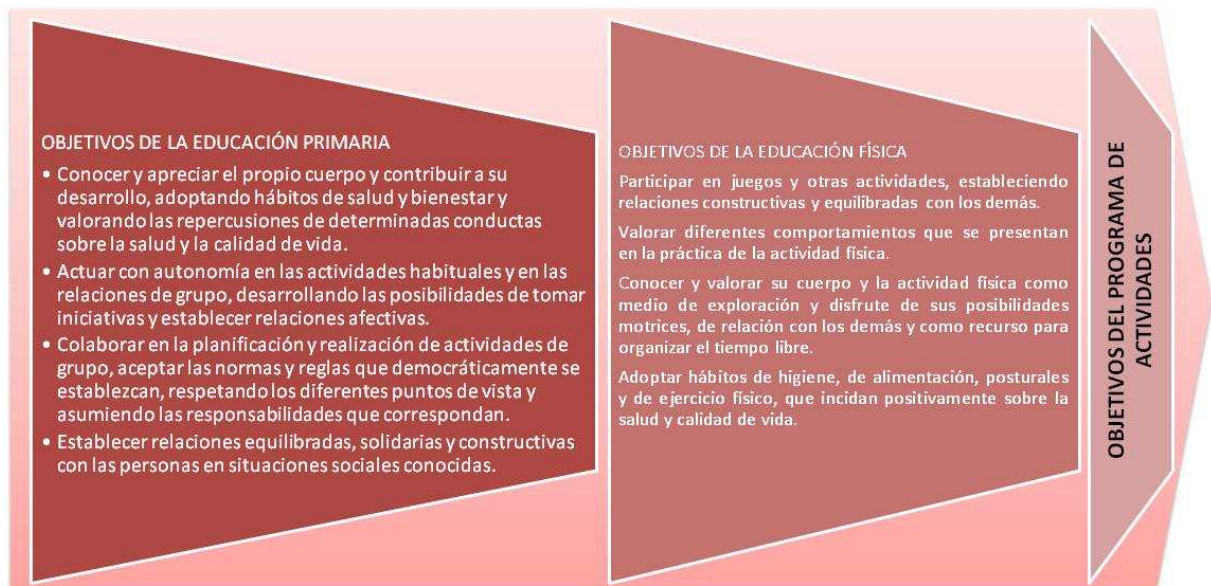 OBJETIVOS DE LA EDUCACIÓN PRIMARIA
• Conocer y apreciar el propio cuerpo y contribuir a su
desarrollo, adoptando hábitos de salud y bienestar y
valorando las repercusiones de determinadas conductas
sobre la salud y la calidad de vida.
• Actuar con autonomía en las actividades habituales y en las
relaciones de grupo, desarrollando las posibilidades de tomar
iniciativas y establecer relaciones afectivas.
• Colaborar en la planificación y realización de actividades de
grupo, aceptar las normas y reglas que democráticamente se
establezcan, respetando los diferentes puntos de vista y
asumiendo las responsabilidades que correspondan.
• Establecer relaciones equilibradas, solidarias y constructivas
con las personas en situaciones sociales conocidas.
OBJETIVOS DE LA EDUCACIÓN FÍSICA
Participar en juegos y otras actividades, estableciendo
relaciones constructivas y equilibradas con los demás.
Valorar diferentes comportamientos que se presentan
en la práctica de la actividad física.
Conocer y valorar su cuerpo y la actividad física como
medio de exploración y disfrute de sus posibilidades
motrices, de relación con los demás y como recurso para
organizar el tiempo libre.
Adoptar hábitos de higiene, de alimentación, posturales
y de ejercicio físico, que incidan positivamente sobre la
salud y calidad de vida.
OBJETIVOS DEL PROGRAMA DE
ACTIVIDADES